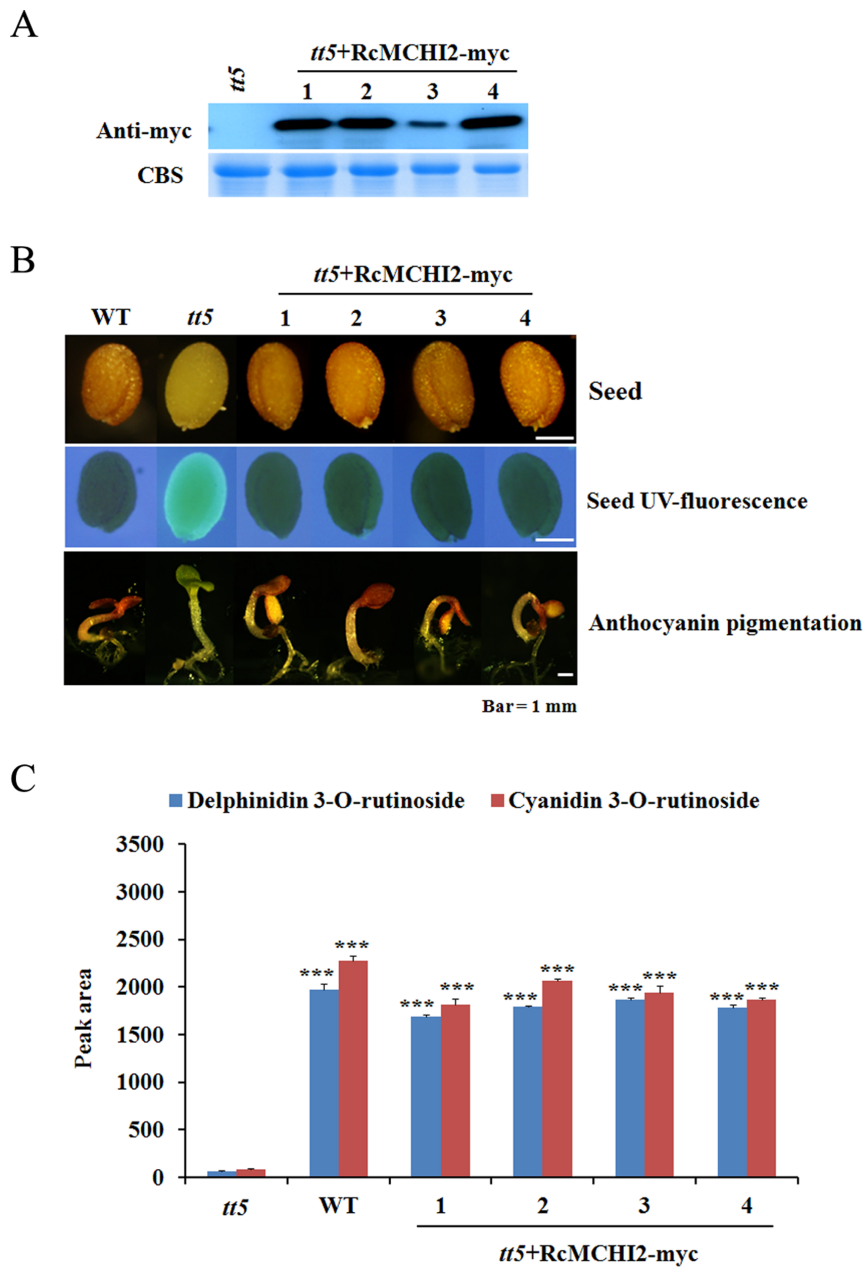 A
tt5
tt5+RcMCHI2-myc
1 2 3 4
Anti-myc
CBS
B
tt5+RcMCHI2-myc
WT tt5 1 2 3 4
Seed
Seed UV-fluorescence
Anthocyanin pigmentation
Bar = 1 mm
C
Delphinidin 3-O-rutinoside Cyanidin 3-O-rutinoside
Peak area
3500
3000
2500
2000
1500
1000
500
0
*** ***
*** ***
*** ***
*** ***
*** ***
tt5 WT 1 2 3 4
tt5+RcMCHI2-myc